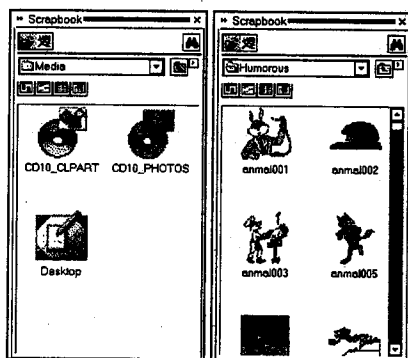 Scrapbook
Media
CD10_CLPART CD10_PHOTOS
Desktop
Scrapbook
Humorous
anmal001 anmal002
anmal003 anmal005